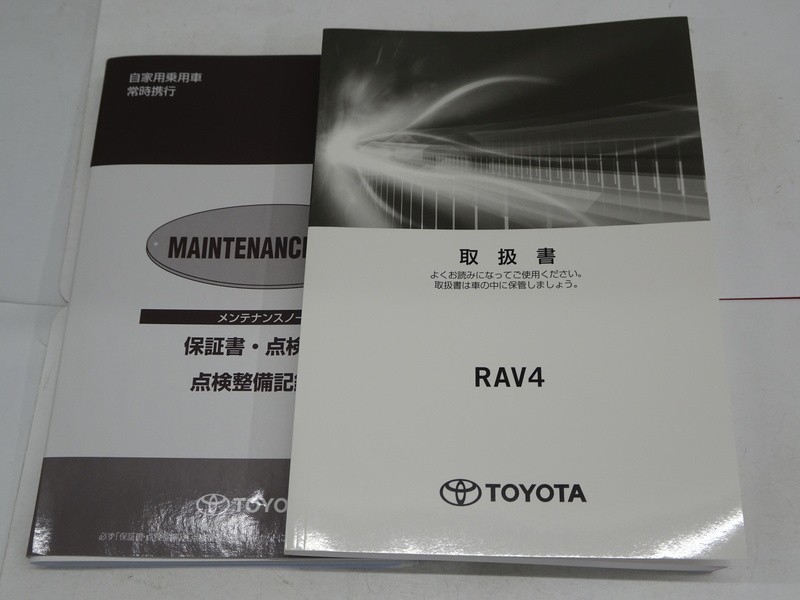 自家用乗用車
常時携行
MAINTENANCE
メンテナンスノー
保証書・点検
点検整備記録
TOYO
取扱書
よくお読みになってご使用ください。
取扱書は車の中に保管しましょう。
RAV4
TOYOTA